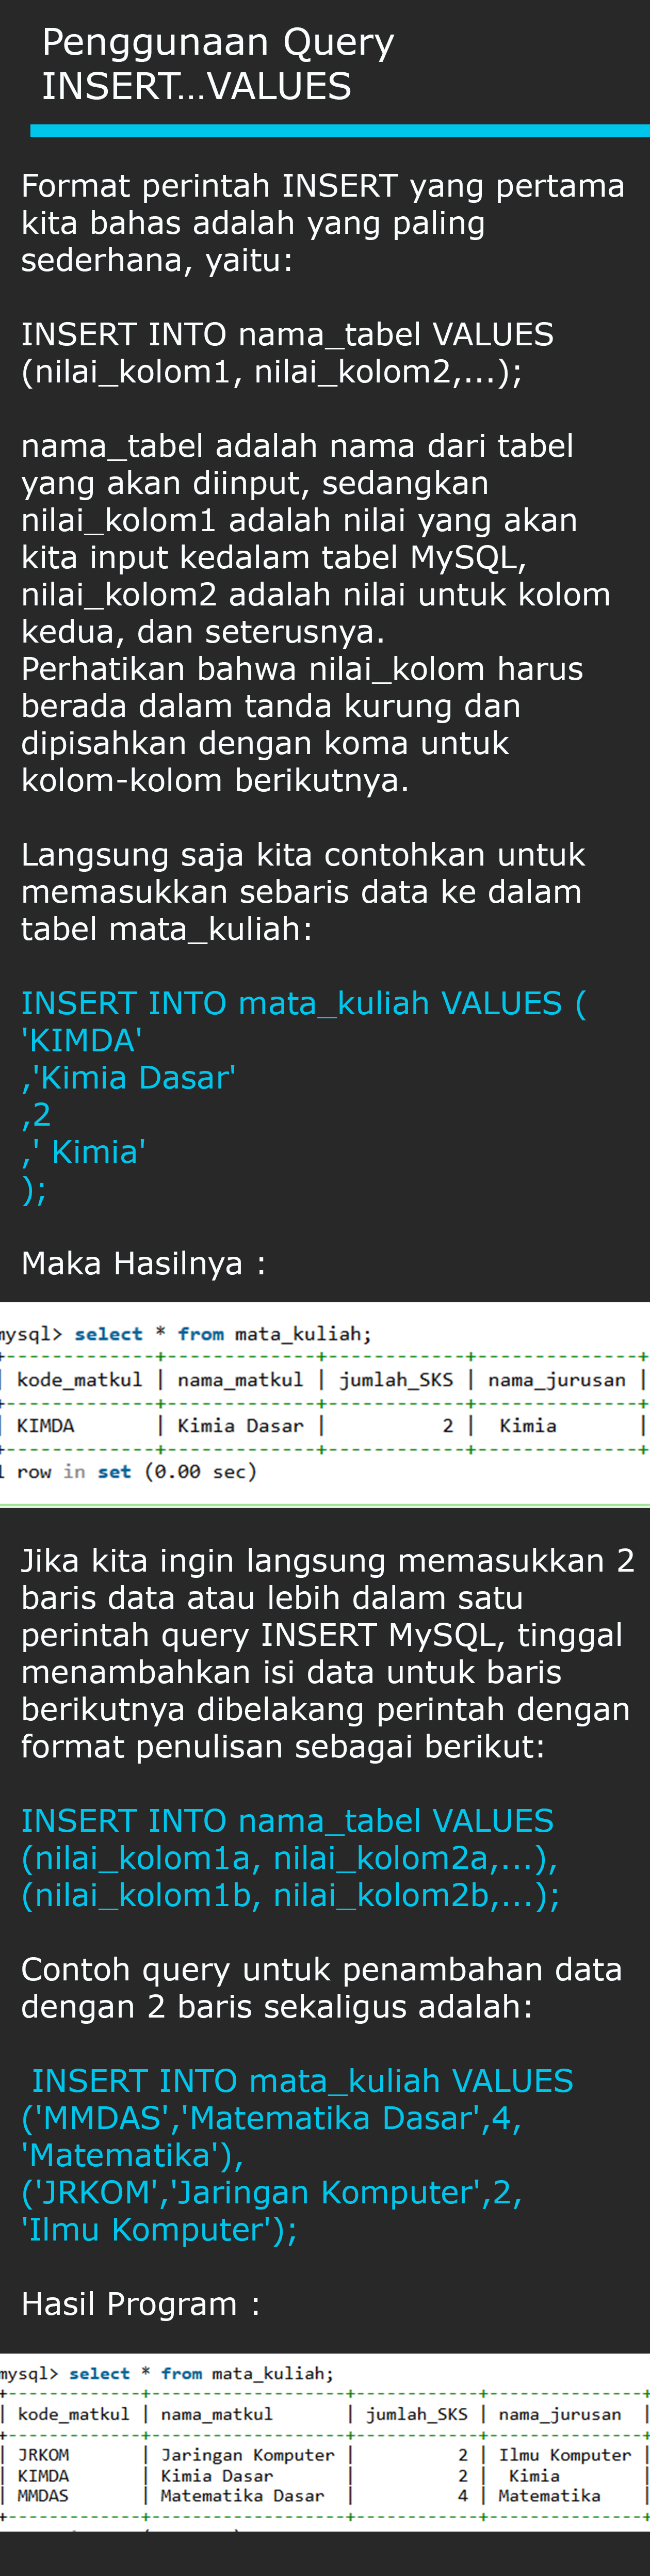 Penggunaan Query
INSERT...VALUES
Format perintah INSERT yang pertama
kita bahas adalah yang paling
sederhana, yaitu:
INSERT INTO nama_tabel VALUES
(nilai_kolom1, nilai_kolom2,...);
nama_tabel adalah nama dari tabel
yang akan diinput, sedangkan
nilai_kolom1 adalah nilai yang akan
kita input kedalam tabel MySQL,
nilai_kolom2 adalah nilai untuk kolom
kedua, dan seterusnya.
Perhatikan bahwa nilai_kolom harus
berada dalam tanda kurung dan
dipisahkan dengan koma untuk
kolom-kolom berikutnya.
Langsung saja kita contohkan untuk
memasukkan sebaris data ke dalam
tabel mata_kuliah:
INSERT INTO mata_kuliah VALUES (
'KIMDA'
,'Kimia Dasar'
,2
,' Kimia'
);
Maka Hasilnya :
mysql> select * from mata_kuliah;
+---------------+--------------+-------------+---------------+
| kode_matkul | nama_matkul | jumlah_SKS | nama_jurusan |
+---------------+--------------+-------------+---------------+
| KIMDA | Kimia Dasar | 2 | Kimia |
+---------------+--------------+-------------+---------------+
1 row in set (0.00 sec)
Jika kita ingin langsung memasukkan 2
baris data atau lebih dalam satu
perintah query INSERT MySQL, tinggal
menambahkan isi data untuk baris
berikutnya dibelakang perintah dengan
format penulisan sebagai berikut:
INSERT INTO nama_tabel VALUES
(nilai_kolom1a, nilai_kolom2a,...),
(nilai_kolom1b, nilai_kolom2b,...);
Contoh query untuk penambahan data
dengan 2 baris sekaligus adalah:
INSERT INTO mata_kuliah VALUES
('MMDAS','Matematika Dasar',4,
'Matematika'),
('JRKOM','Jaringan Komputer',2,
'Ilmu Komputer');
Hasil Program :
mysql> select * from mata_kuliah;
+-------------+-------------------+------------+---------------+
| kode_matkul | nama_matkul | jumlah_SKS | nama_jurusan |
+-------------+-------------------+------------+---------------+
| JRKOM | Jaringan Komputer | 2 | Ilmu Komputer |
| KIMDA | Kimia Dasar | 2 | Kimia |
| MMDAS | Matematika Dasar | 4 | Matematika |
+-------------+-------------------+------------+---------------+